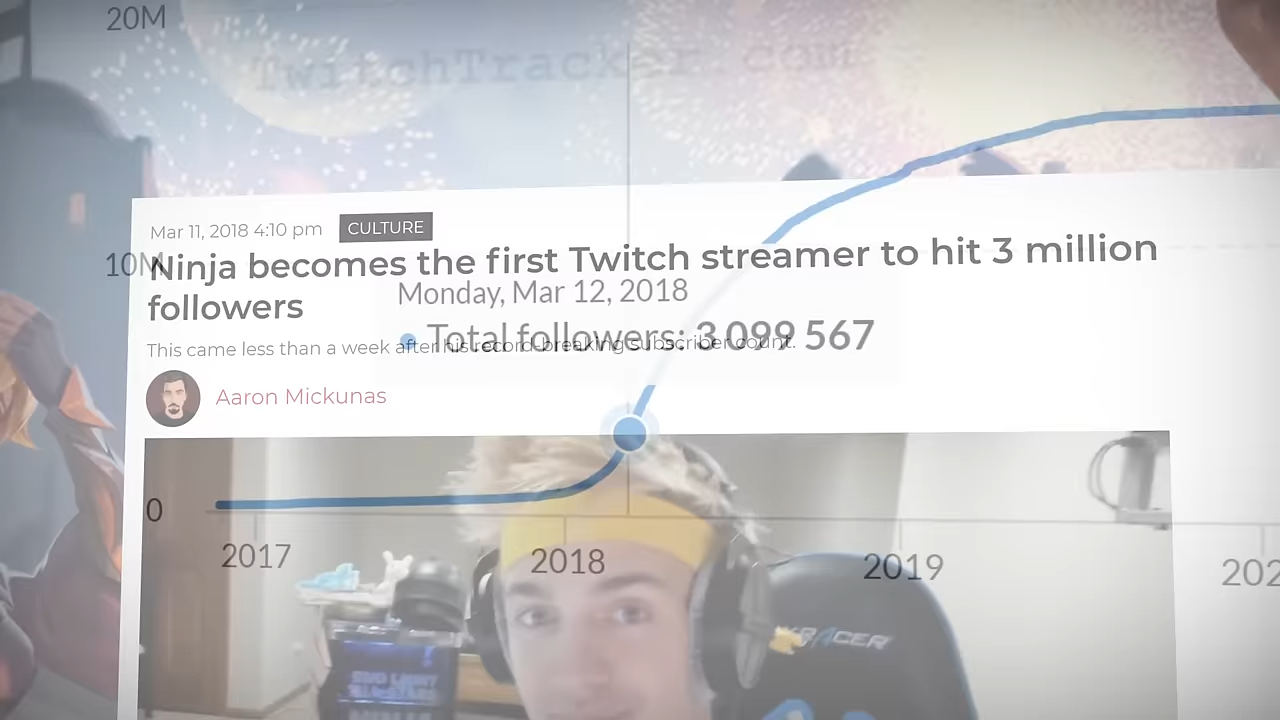 20M
TwitchTracker.com
Mar 11, 2018 4:10 pm CULTURE
10M
Ninja becomes the first Twitch streamer to hit 3 million
followers
Monday, Mar 12, 2018
Total followers: 3 099 567
This came less than a week after his record-breaking subscriber count.
Aaron Mickunas
0
2017 2018 2019
BUD LIGHT